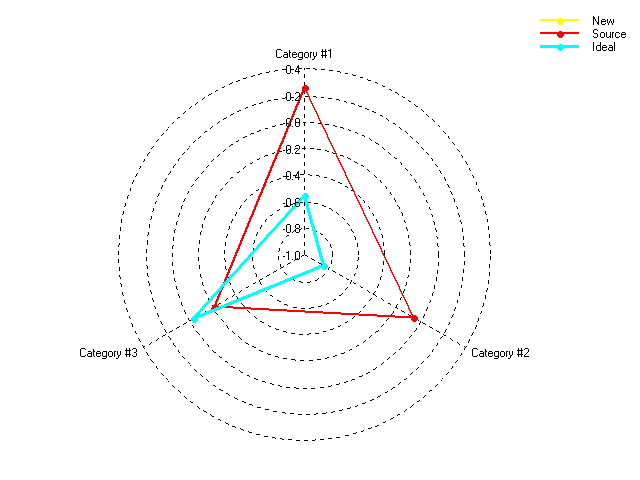 New
Source
Ideal
Category #1
0.4
0.2
0.0
-0.2
-0.4
-0.6
-0.8
-1.0
Category #3
Category #2